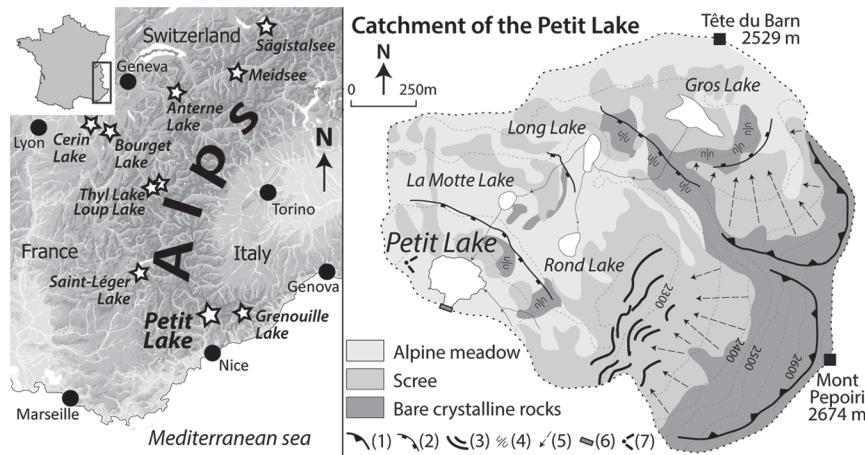 Switzerland
Sägistalsee
Geneva
Meidsee
Anterne
Lake
Lyon
Cerin
Lake
Bourget
Lake
Alps
N
Thyl Lake
Loup Lake
Torino
France
Italy
Saint-Léger
Lake
Genova
Petit
Lake
Grenouille
Lake
Nice
Marseille
Mediterranean sea
Catchment of the Petit Lake
Tête du Barn
2529 m
N
0 250m
Gros Lake
Long Lake
La Motte Lake
Petit Lake
Rond Lake
2300
2400
2500
2600
Mont
Pepoiri
2674 m
Alpine meadow
Scree
Bare crystalline rocks
(1) (2) (3) (4) (5) (6) (7)